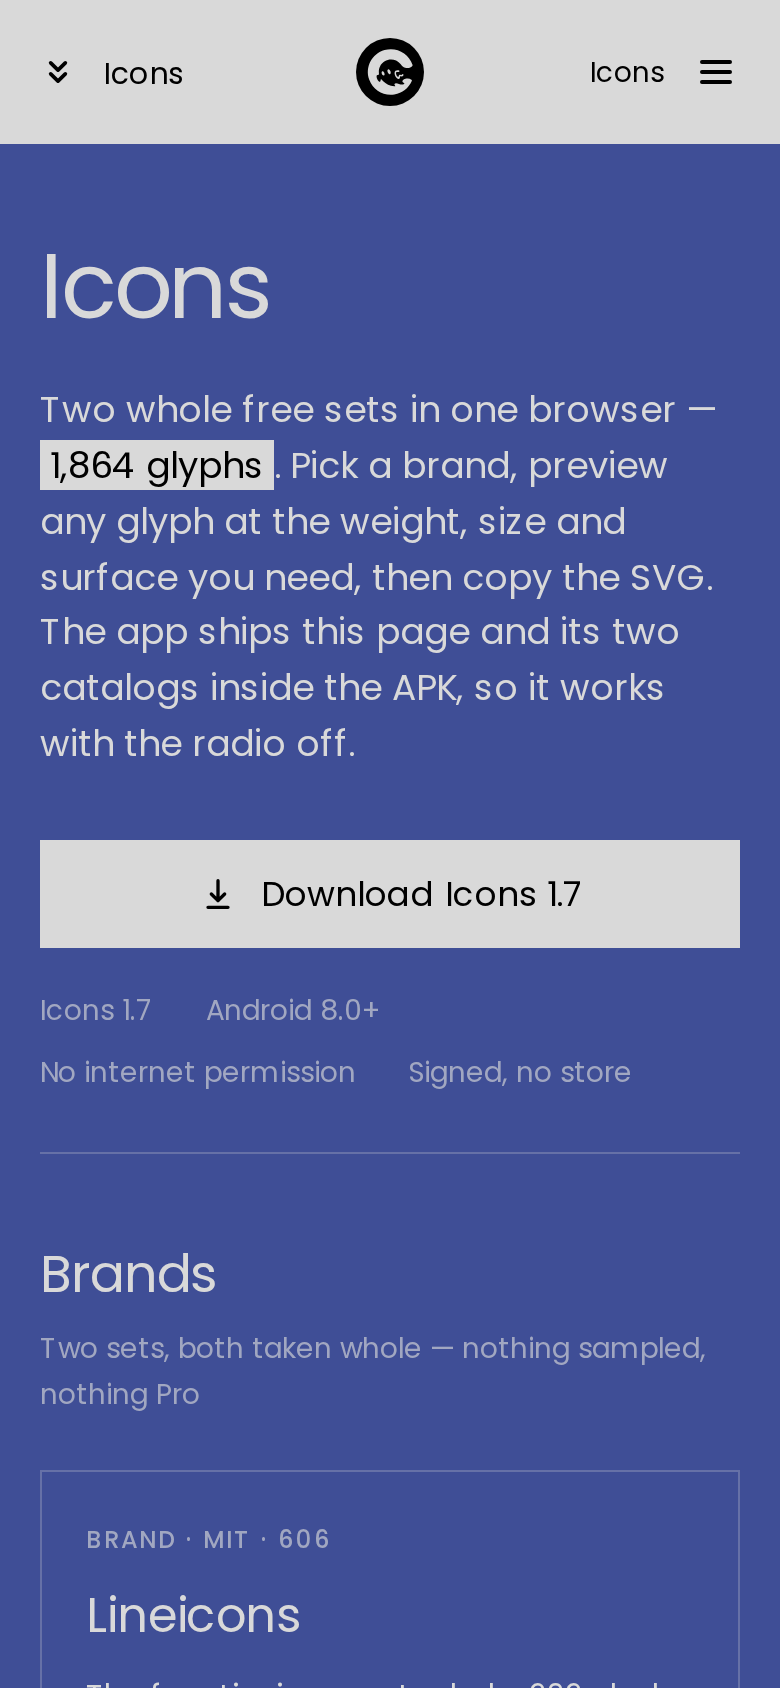 Icons
Icons
Icons
Two whole free sets in one browser —
1,864 glyphs . Pick a brand, preview
any glyph at the weight, size and
surface you need, then copy the SVG.
The app ships this page and its two
catalogs inside the APK, so it works
with the radio off.
Download Icons 1.7
Icons 1.7 Android 8.0+
No internet permission Signed, no store
Brands
Two sets, both taken whole — nothing sampled,
nothing Pro
BRAND · MIT · 606
Lineicons